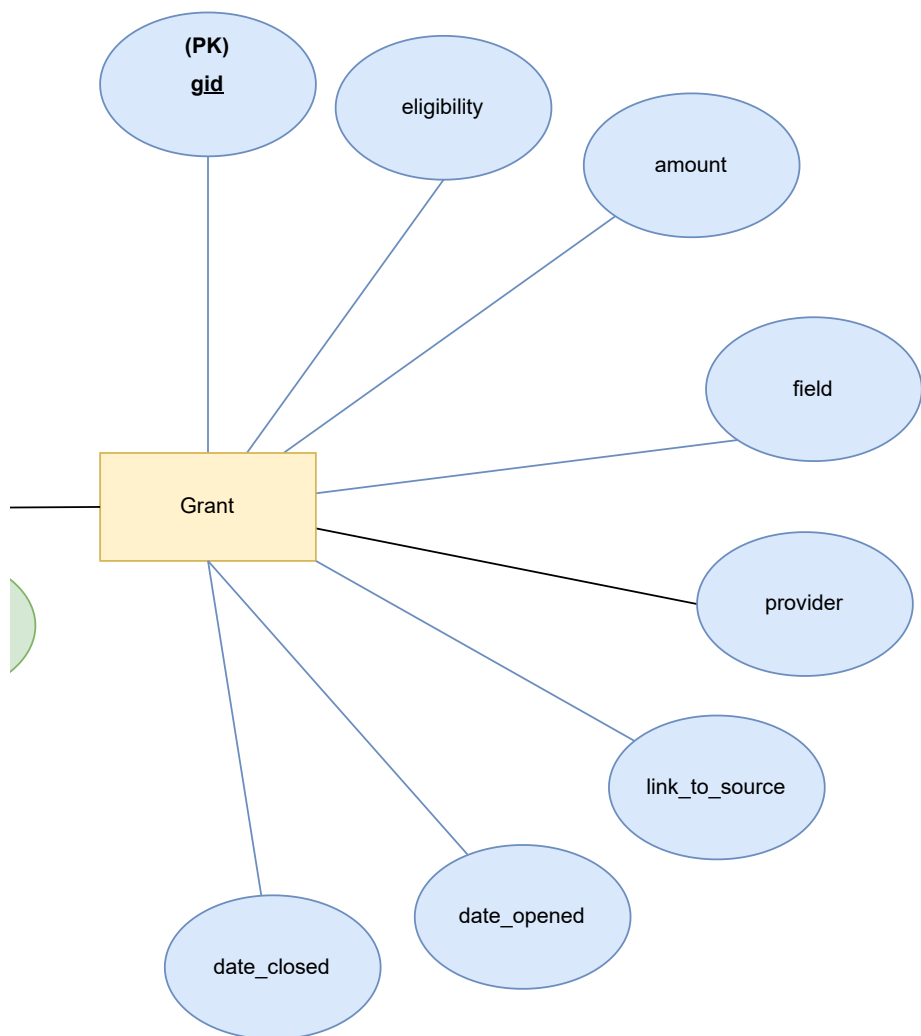 (PK)
gid
eligibility
amount
field
Grant
provider
link_to_source
date_opened
date_closed